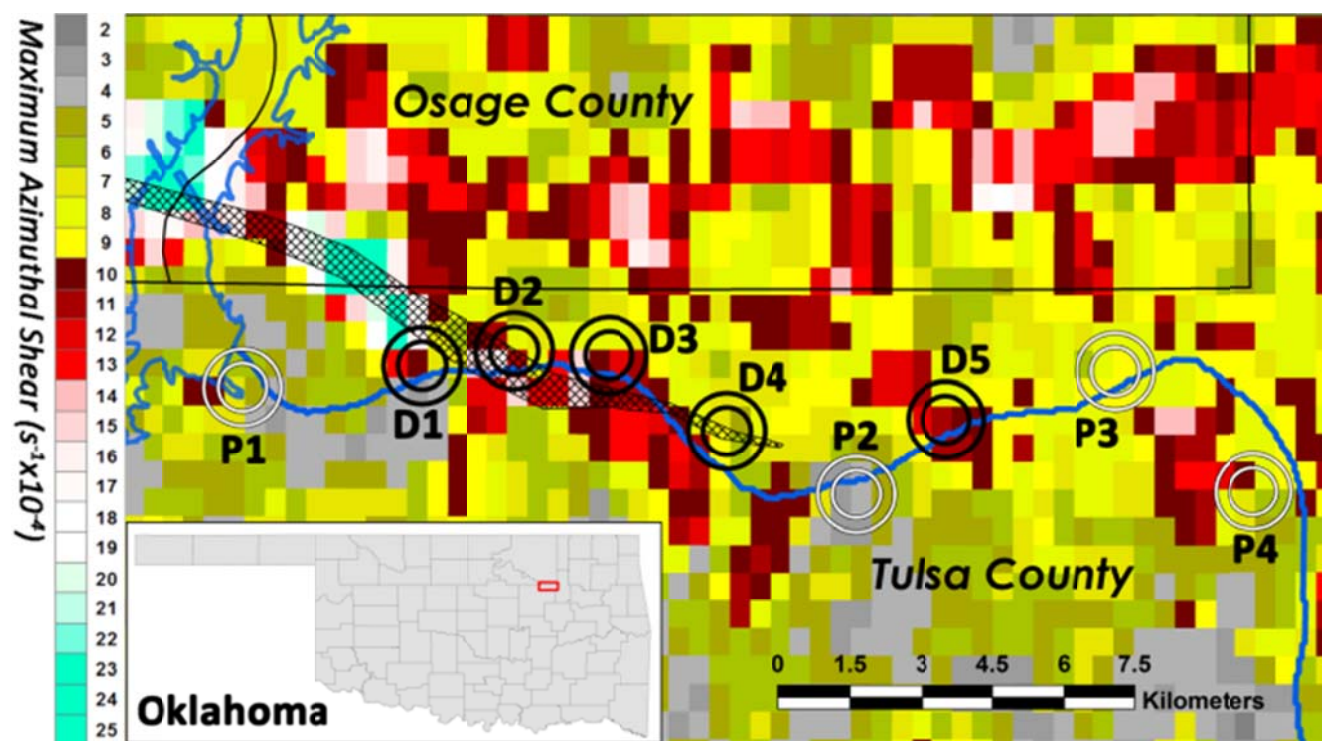 Maximum Azimuthal Shear (s⁻¹x10⁻⁴)
2
3
4
5
6
7
8
9
10
11
12
13
14
15
16
17
18
19
20
21
22
23
24
25
Osage County
D2
D3
D4
D5
D1
P1
P2
P3
P4
Tulsa County
0 1.5 3 4.5 6 7.5
Kilometers
Oklahoma